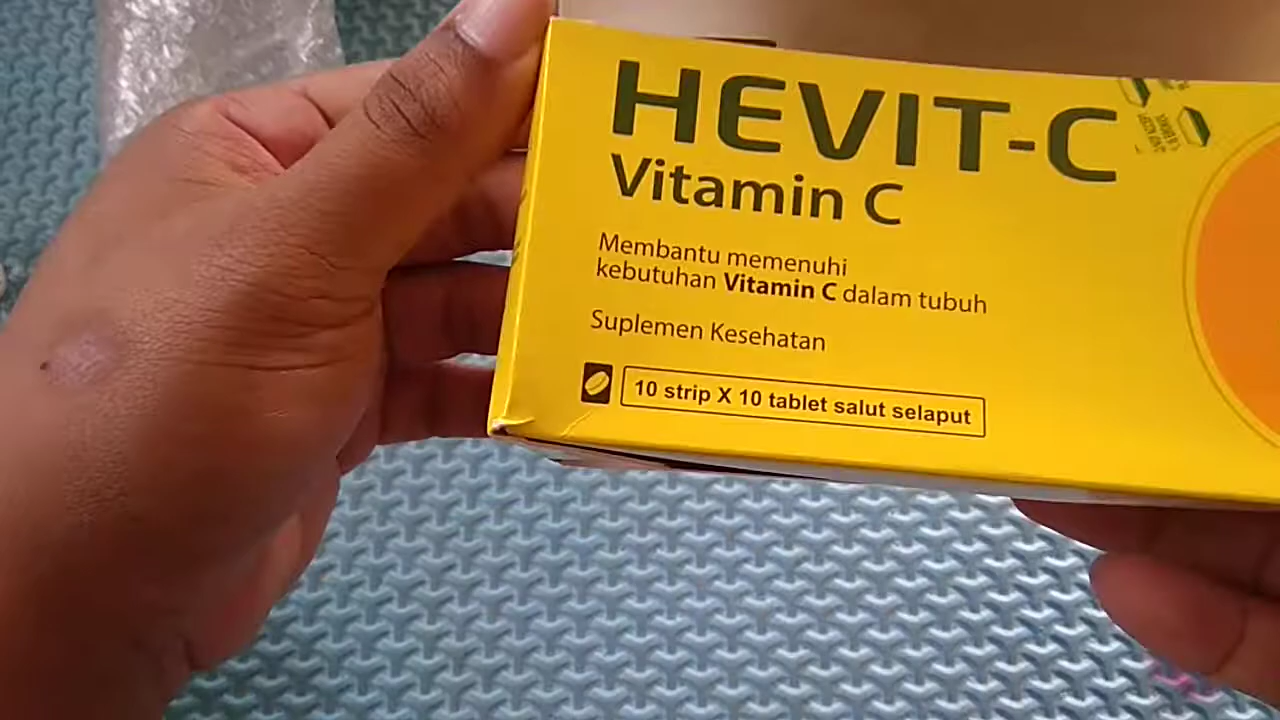 HEVIT-C
Vitamin C
Membantu memenuhi
kebutuhan Vitamin C dalam tubuh
Suplemen Kesehatan
10 strip X 10 tablet salut selaput